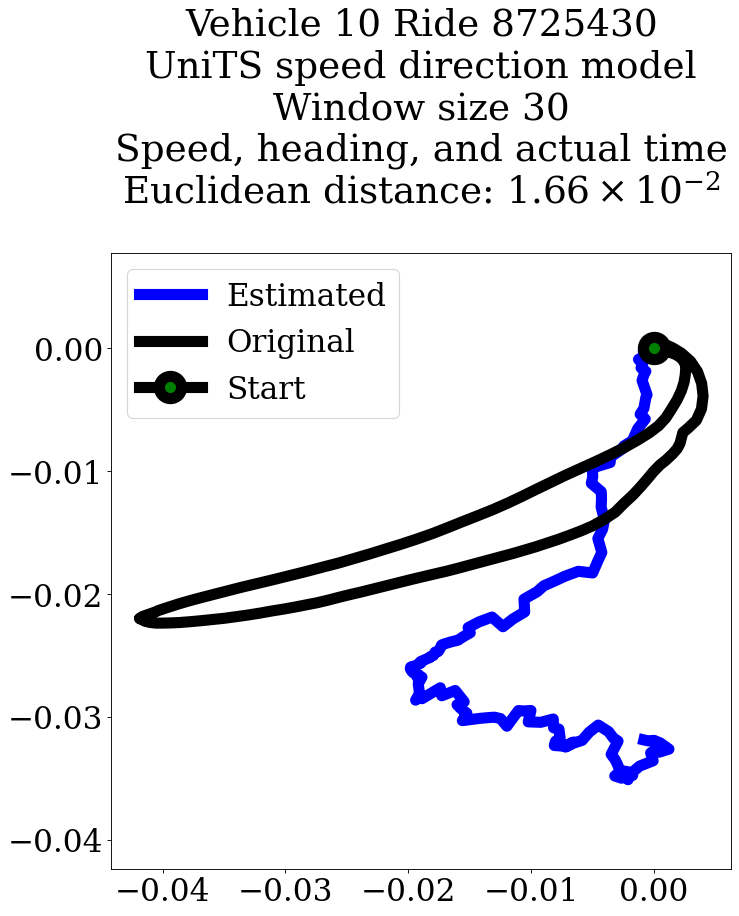 Vehicle 10 Ride 8725430
UniTS speed direction model
Window size 30
Speed, heading, and actual time
Euclidean distance: 1.66 × 10⁻²
Estimated
Original
Start
0.00
−0.01
−0.02
−0.03
−0.04
−0.04 −0.03 −0.02 −0.01 0.00